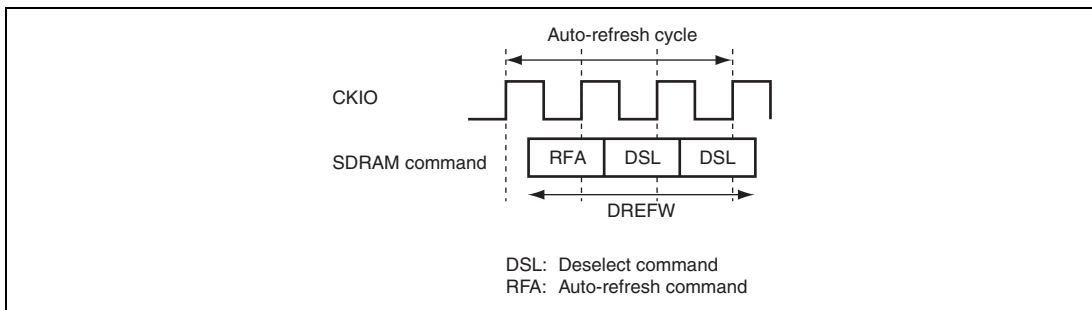 Auto-refresh cycle
CKIO
SDRAM command
RFA
DSL
DSL
DREFW
DSL: Deselect command
RFA: Auto-refresh command